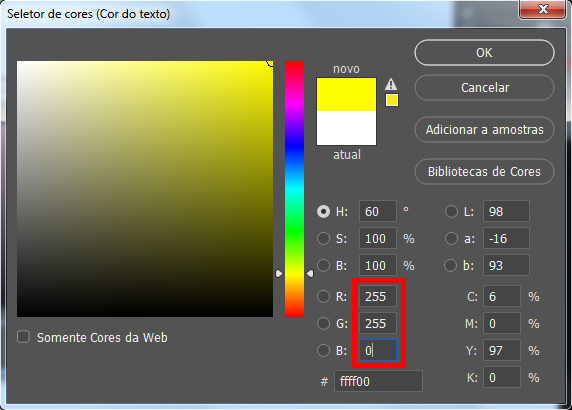 Seletor de cores (Cor do texto)
novo
atual
OK
Cancelar
Adicionar a amostras
Bibliotecas de Cores
H: 60 °
L: 98
S: 100 %
a: -16
B: 100 %
b: 93
R: 255
C: 6 %
G: 255
M: 0 %
B: 0
Y: 97 %
# ffff00
K: 0 %
Somente Cores da Web